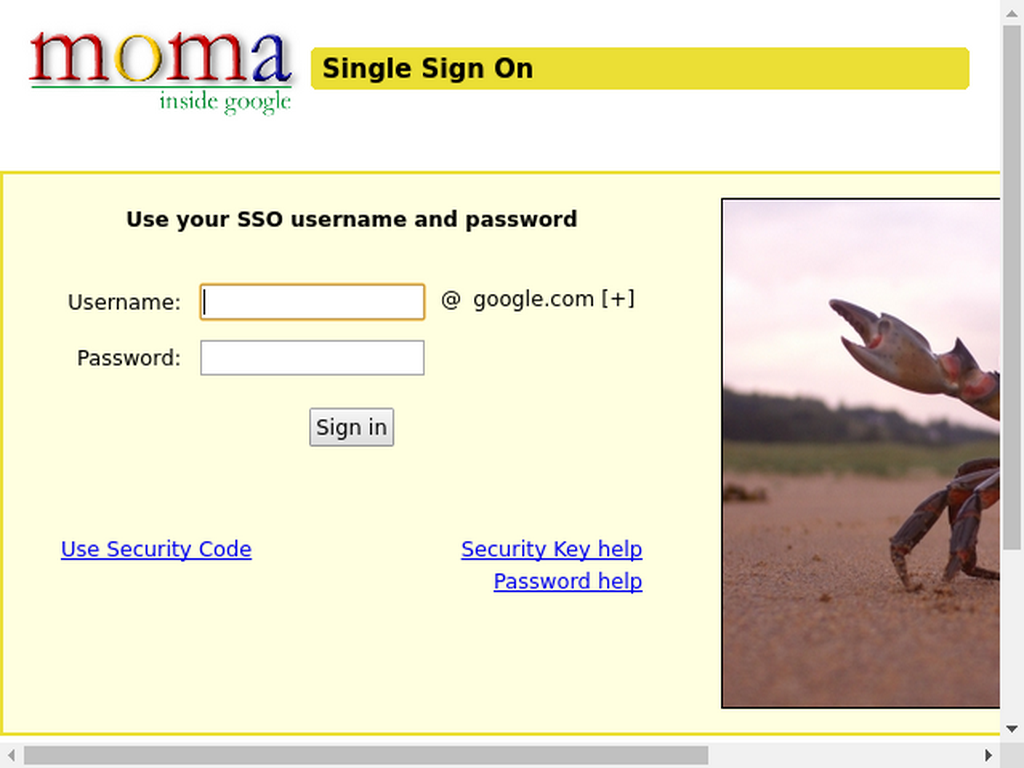 moma
inside google
Single Sign On
Use your SSO username and password
Username: @ google.com [+]
Password:
Sign in
Use Security Code Security Key help
Password help